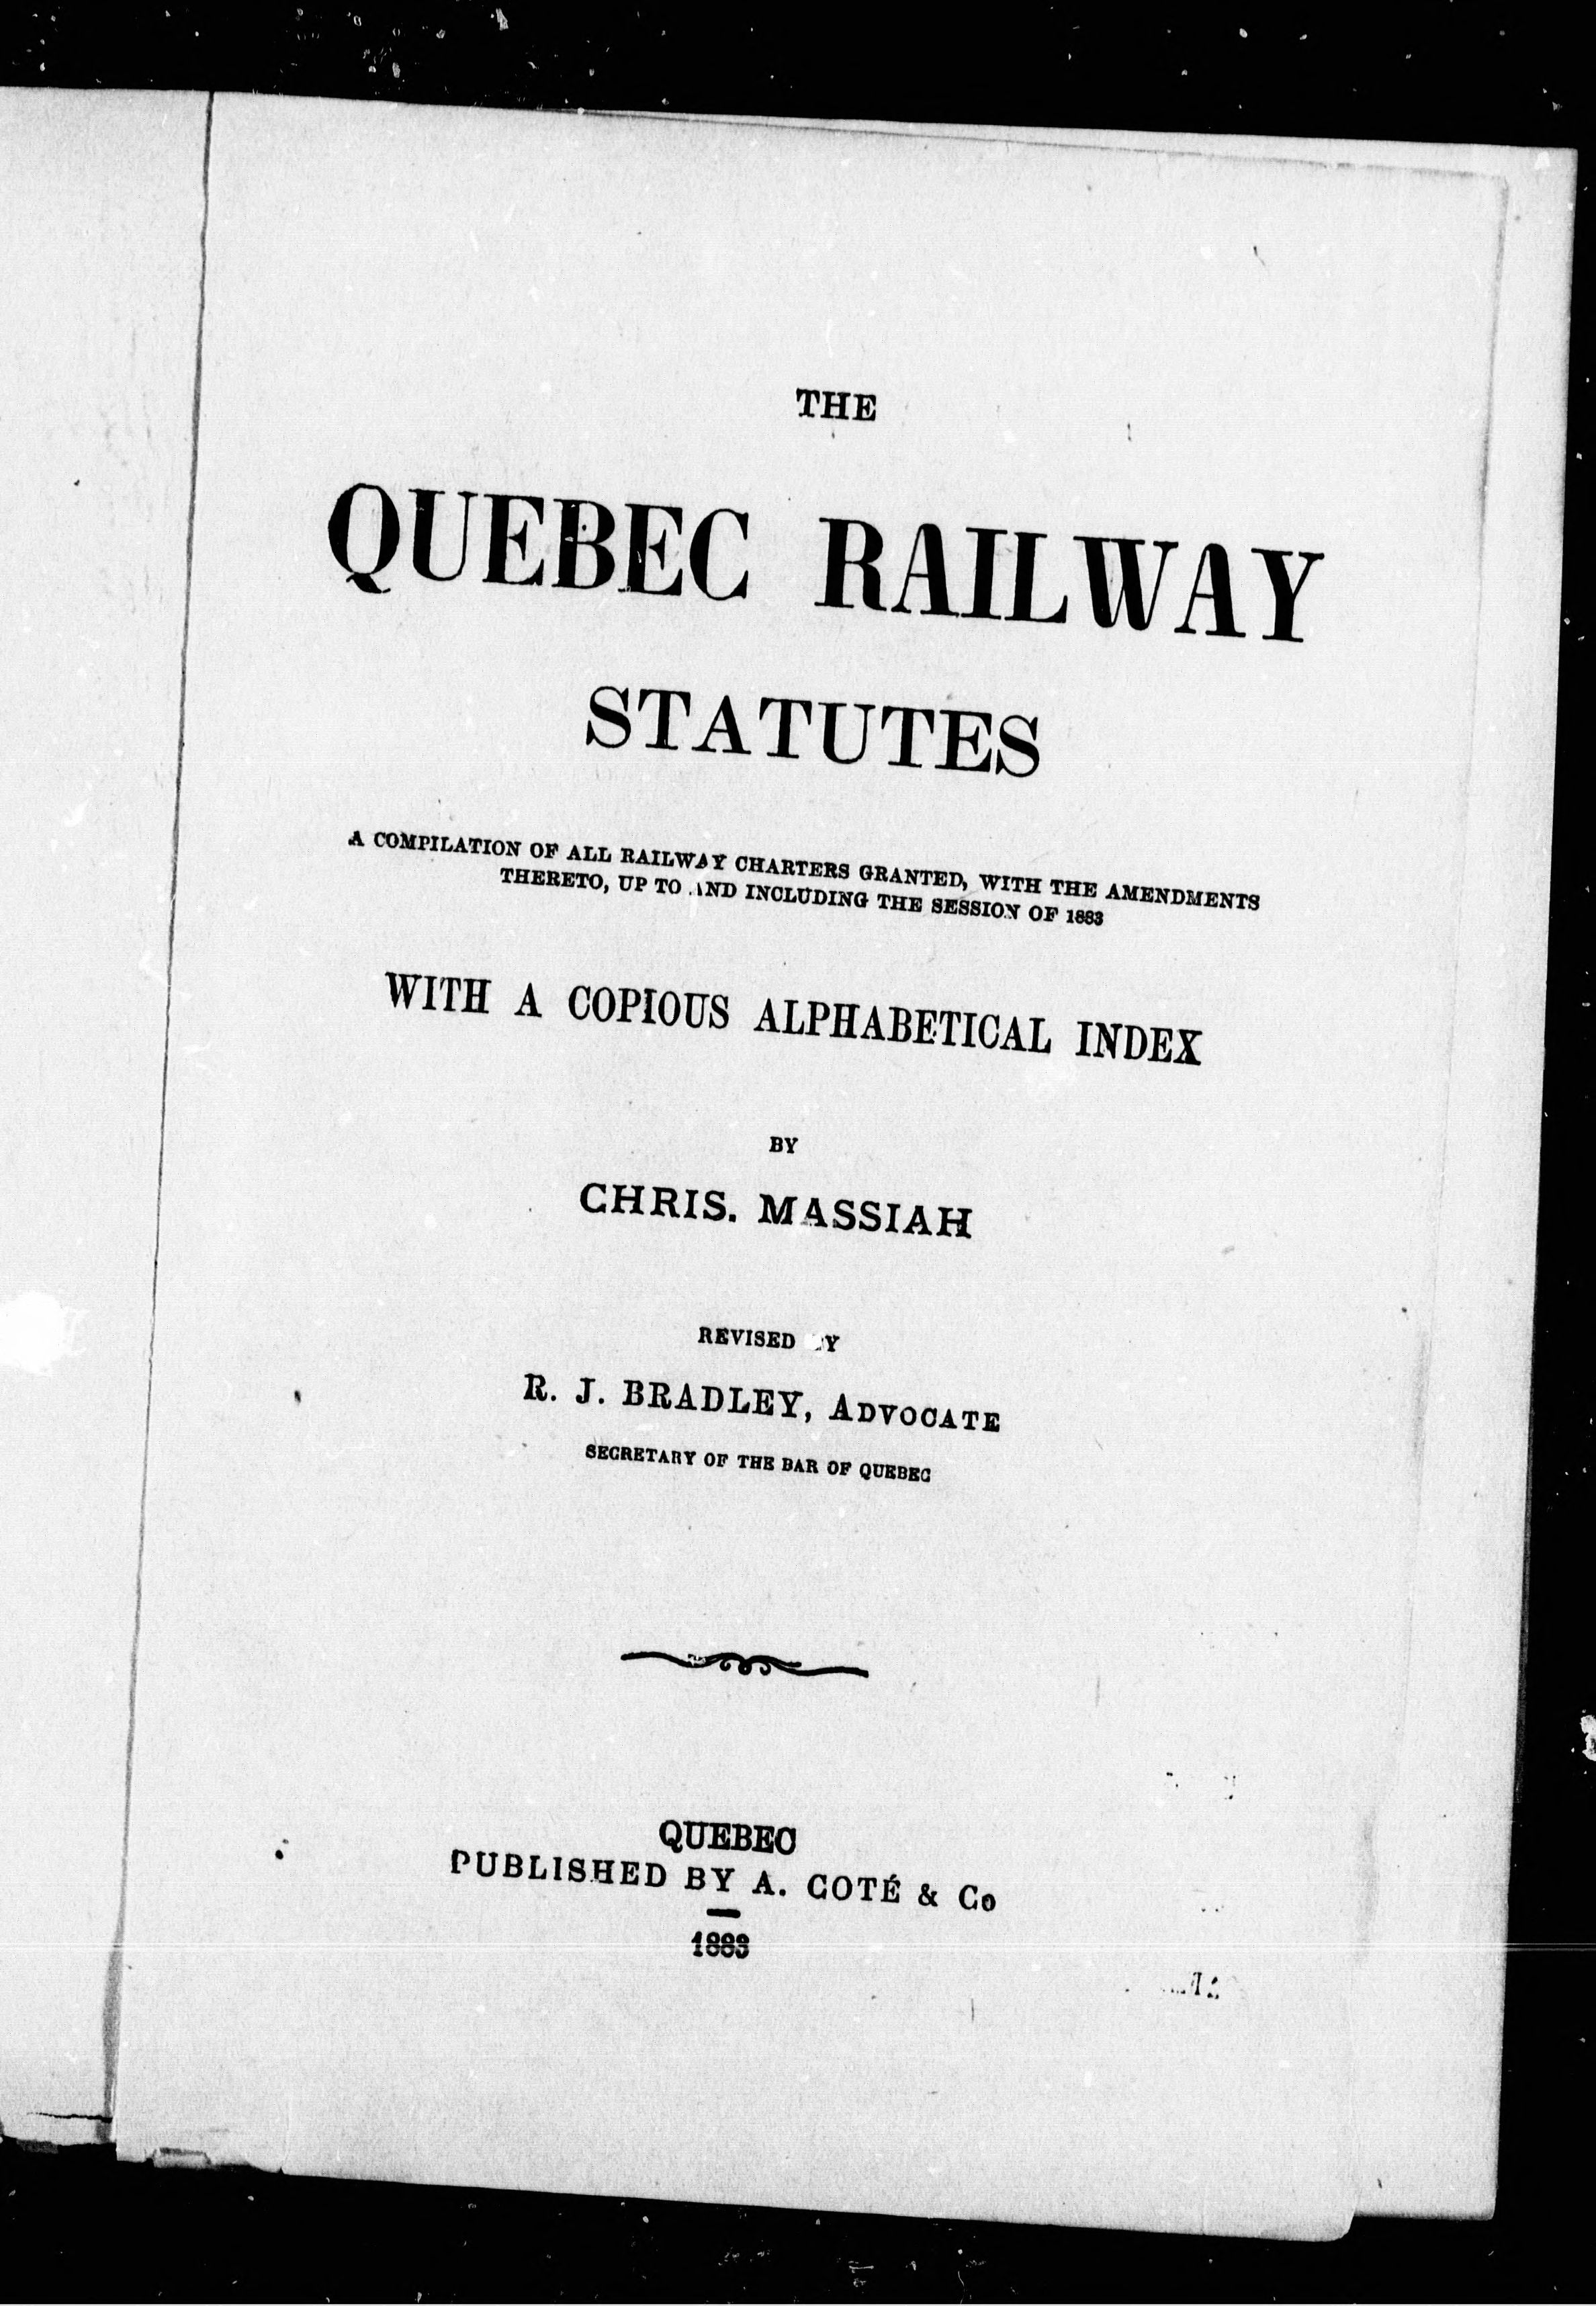 THE
QUEBEC RAILWAY
STATUTES
A COMPILATION OF ALL RAILWAY CHARTERS GRANTED, WITH THE AMENDMENTS
THERETO, UP TO AND INCLUDING THE SESSION OF 1883
WITH A COPIOUS ALPHABETICAL INDEX
BY
CHRIS. MASSIAH
REVISED BY
R. J. BRADLEY, ADVOCATE
SECRETARY OF THE BAR OF QUEBEC
QUEBEC
PUBLISHED BY A. COTÉ & Co
1883